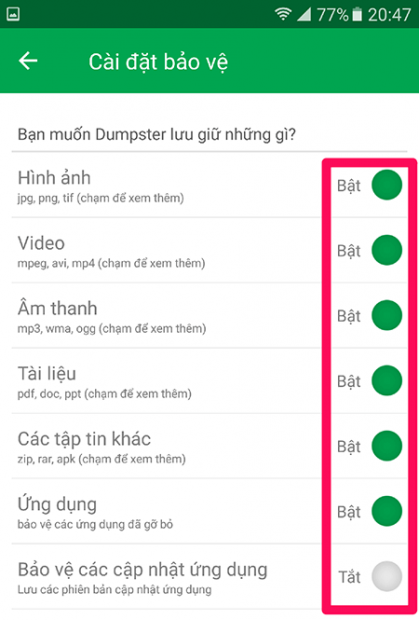 77% 20:47
Cài đặt bảo vệ
Bạn muốn Dumpster lưu giữ những gì?
Hình ảnh Bật
jpg, png, tif (chạm để xem thêm)
Video Bật
mpeg, avi, mp4 (chạm để xem thêm)
Âm thanh Bật
mp3, wma, ogg (chạm để xem thêm)
Tài liệu Bật
pdf, doc, ppt (chạm để xem thêm)
Các tập tin khác Bật
zip, rar, apk (chạm để xem thêm)
Ứng dụng Bật
bảo vệ các ứng dụng đã gỡ bỏ
Bảo vệ các cập nhật ứng dụng Tắt
Lưu các phiên bản cập nhật ứng dụng